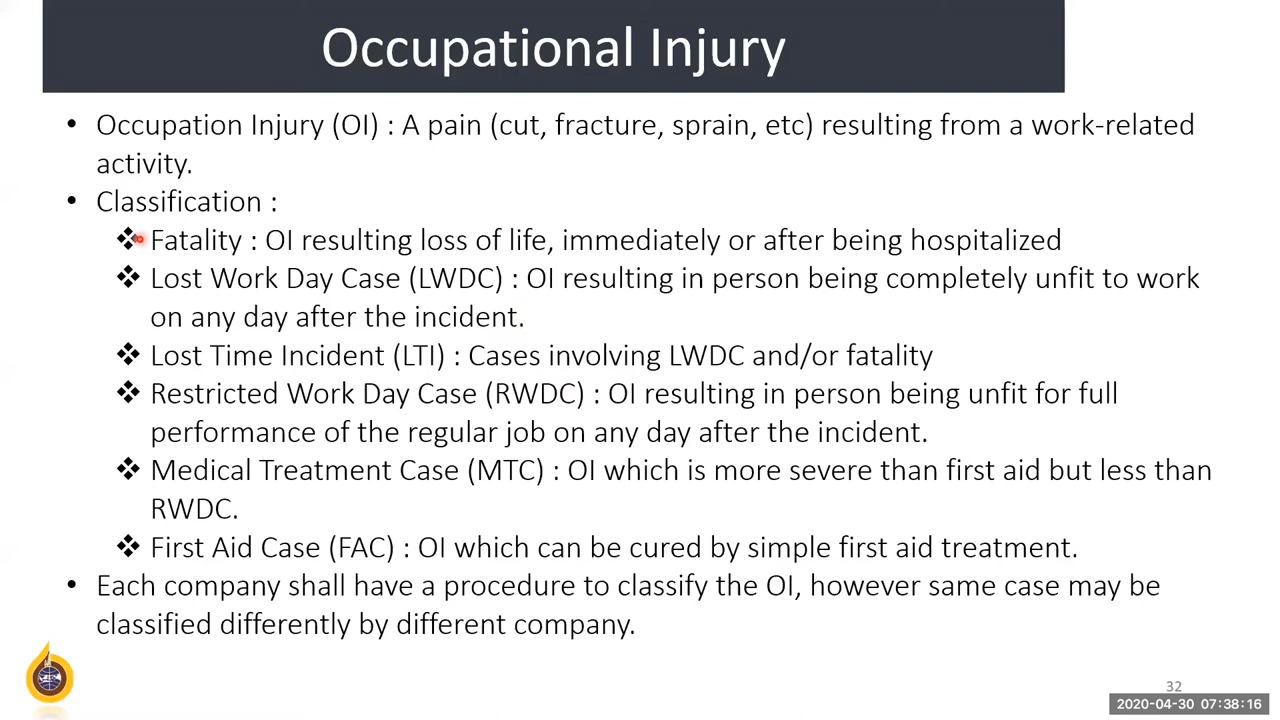 Occupational Injury
• Occupation Injury (OI) : A pain (cut, fracture, sprain, etc) resulting from a work-related
activity.
• Classification :
❖ Fatality : OI resulting loss of life, immediately or after being hospitalized
❖ Lost Work Day Case (LWDC) : OI resulting in person being completely unfit to work
on any day after the incident.
❖ Lost Time Incident (LTI) : Cases involving LWDC and/or fatality
❖ Restricted Work Day Case (RWDC) : OI resulting in person being unfit for full
performance of the regular job on any day after the incident.
❖ Medical Treatment Case (MTC) : OI which is more severe than first aid but less than
RWDC.
❖ First Aid Case (FAC) : OI which can be cured by simple first aid treatment.
• Each company shall have a procedure to classify the OI, however same case may be
classified differently by different company.
32
2020-04-30 07:38:16